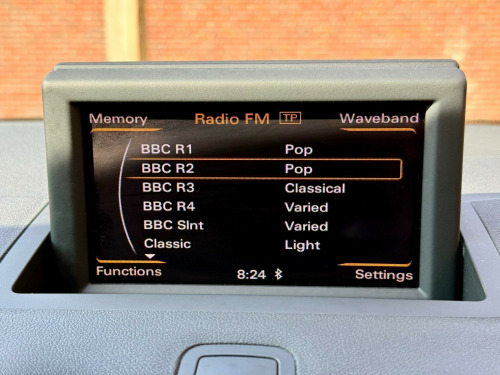 Memory Radio FM TP Waveband
BBC R1 Pop
BBC R2 Pop
BBC R3 Classical
BBC R4 Varied
BBC Slnt Varied
Classic Light
Functions 8:24 Settings